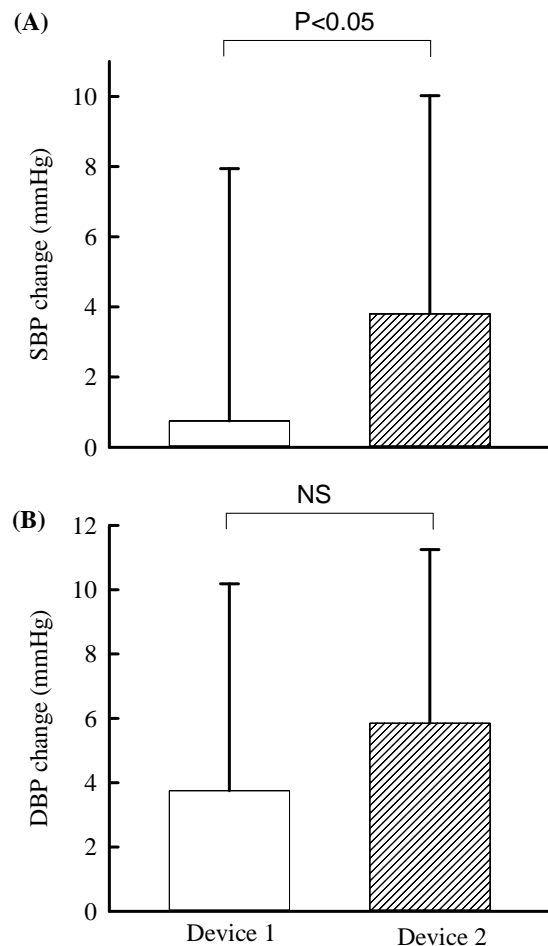 (A)
P<0.05
10
8
6
4
2
0
SBP change (mmHg)
(B)
NS
12
10
8
6
4
2
0
DBP change (mmHg)
Device 1
Device 2